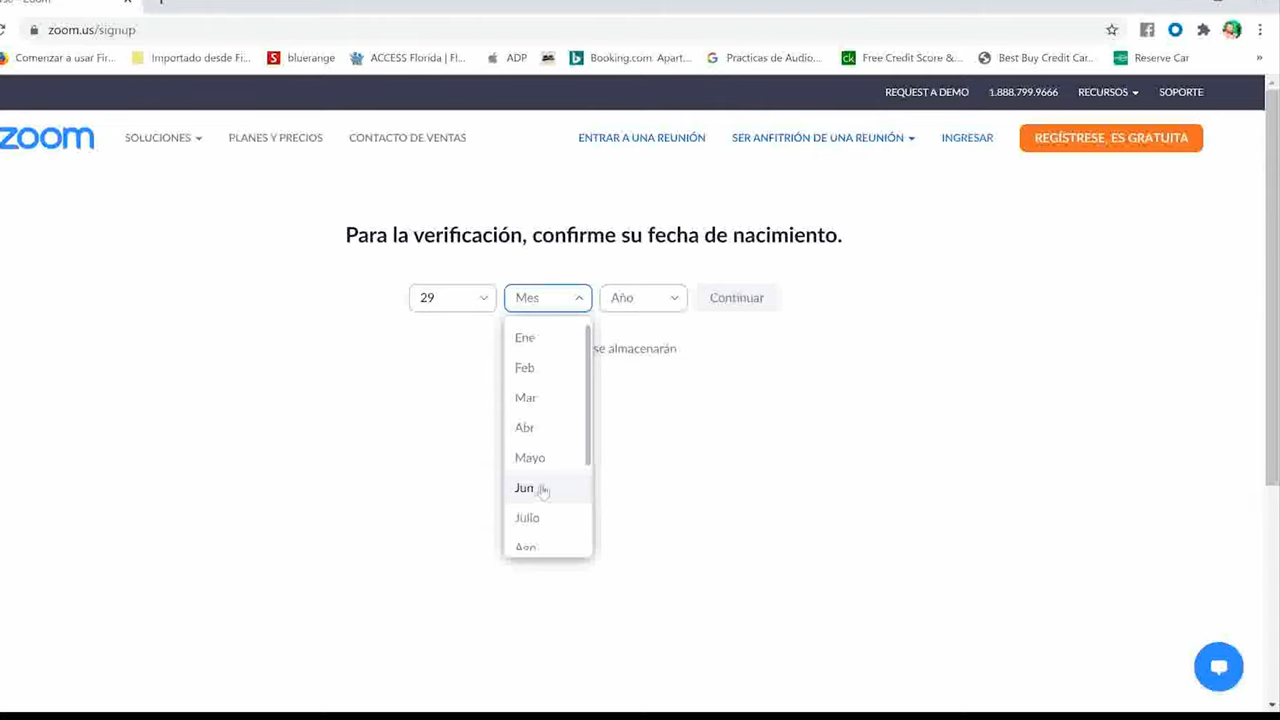 zoom.us/signup
Comenzar a usar Fir... Importado desde Fi... S bluerange ACCESS Florida | Fl... ADP Booking.com: Apart... Practicas de Audio,... Free Credit Score &... Best Buy Credit Car... Reserve Car »
REQUEST A DEMO 1.888.799.9666 RECURSOS SOPORTE
zoom SOLUCIONES PLANES Y PRECIOS CONTACTO DE VENTAS ENTRAR A UNA REUNIÓN SER ANFITRIÓN DE UNA REUNIÓN INGRESAR REGÍSTRESE, ES GRATUITA
Para la verificación, confirme su fecha de nacimiento.
29 Mes Año Continuar
Ene
se almacenarán
Feb
Mar
Abr
Mayo
Jun
Julio
Ago